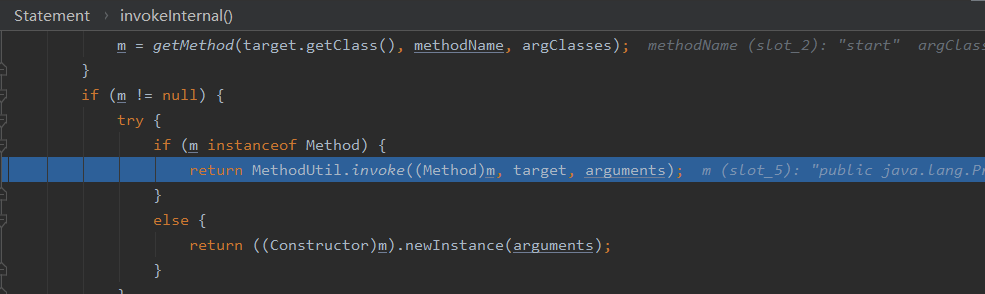 Statement › invokeInternal()
m = getMethod(target.getClass(), methodName, argClasses); methodName (slot_2): "start" argClass
}
if (m != null) {
try {
if (m instanceof Method) {
return MethodUtil.invoke((Method)m, target, arguments); m (slot_5): "public java.lang.Pr
}
else {
return ((Constructor)m).newInstance(arguments);
}
}